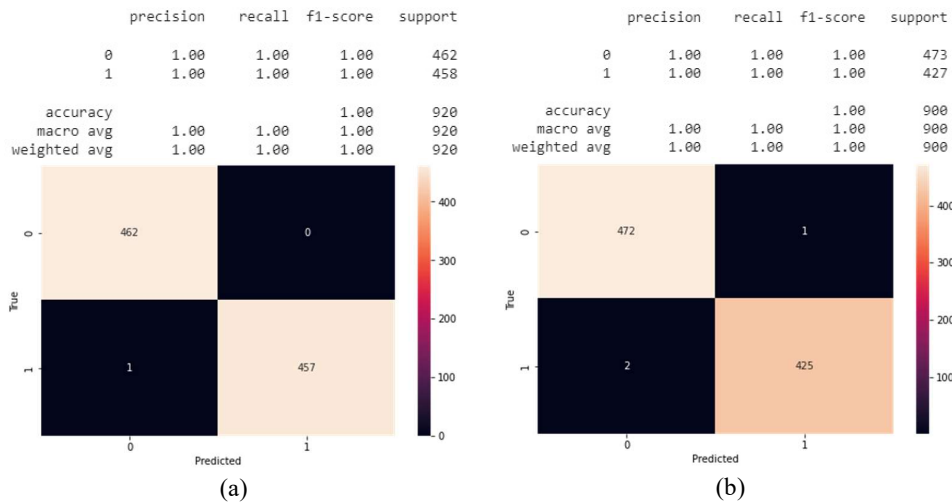 precision recall f1-score support
0 1.00 1.00 1.00 462
1 1.00 1.00 1.00 458
accuracy 1.00 920
macro avg 1.00 1.00 1.00 920
weighted avg 1.00 1.00 1.00 920
400
300
200
100
0
True
0
1
462 0
1 457
0 1
Predicted
(a)
precision recall f1-score support
0 1.00 1.00 1.00 473
1 1.00 1.00 1.00 427
accuracy 1.00 900
macro avg 1.00 1.00 1.00 900
weighted avg 1.00 1.00 1.00 900
400
300
200
100
True
0
1
472 1
2 425
0 1
Predicted
(b)